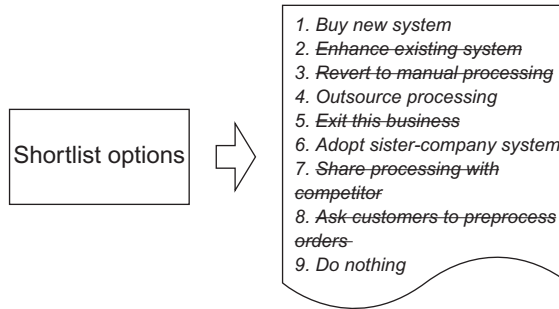 Shortlist options
1. Buy new system
2. Enhance existing system
3. Revert to manual processing
4. Outsource processing
5. Exit this business
6. Adopt sister-company system
7. Share processing with
competitor
8. Ask customers to preprocess
orders
9. Do nothing